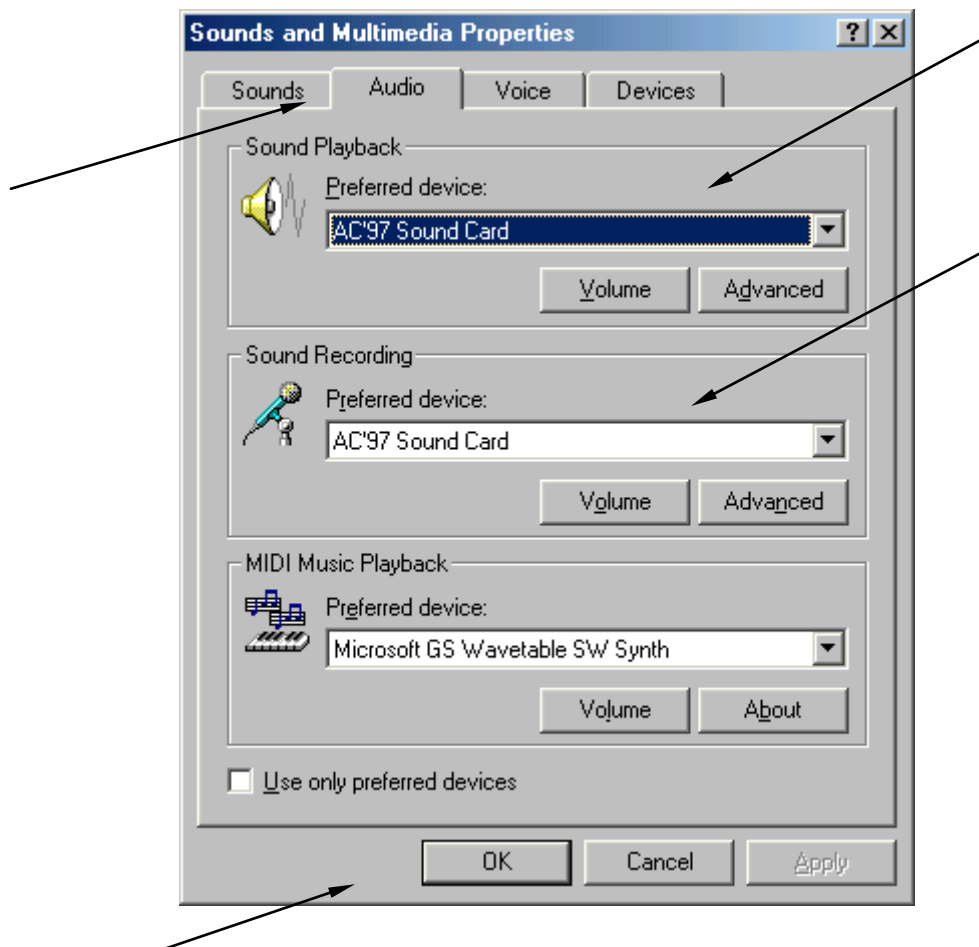 Sounds and Multimedia Properties
Sounds Audio Voice Devices
Sound Playback
Preferred device:
AC'97 Sound Card
Volume Advanced
Sound Recording
Preferred device:
AC'97 Sound Card
Volume Advanced
MIDI Music Playback
Preferred device:
Microsoft GS Wavetable SW Synth
Volume About
Use only preferred devices
OK Cancel Apply